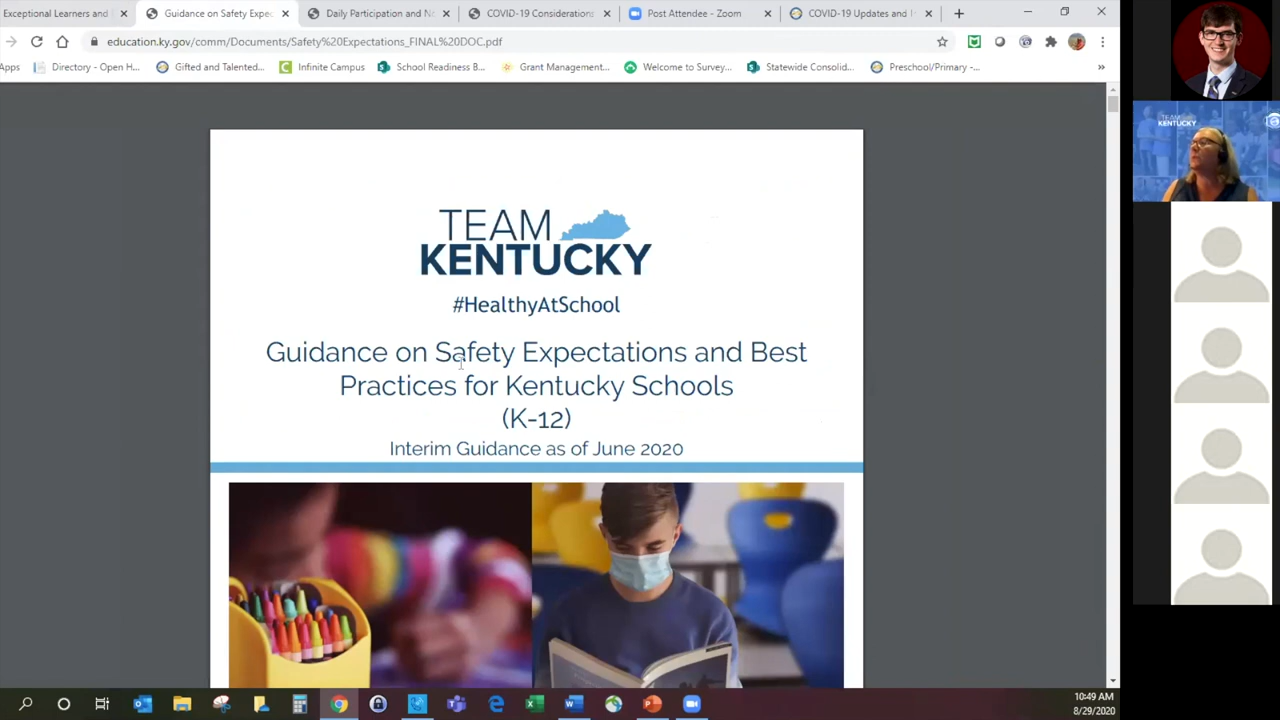 Exceptional Learners and
Guidance on Safety Expec
Daily Participation and N
COVID-19 Considerations
Post Attendee - Zoom
COVID-19 Updates and
education.ky.gov/comm/Documents/Safety%20Expectations_FINAL%20DOC.pdf
Apps
Directory - Open H...
Gifted and Talented...
Infinite Campus
School Readiness B...
Grant Management...
Welcome to Survey...
Statewide Consolid...
Preschool/Primary -...
TEAM
KENTUCKY
TEAM
KENTUCKY
#HealthyAtSchool
Guidance on Safety Expectations and Best
Practices for Kentucky Schools
(K-12)
Interim Guidance as of June 2020
10:49 AM
8/29/2020